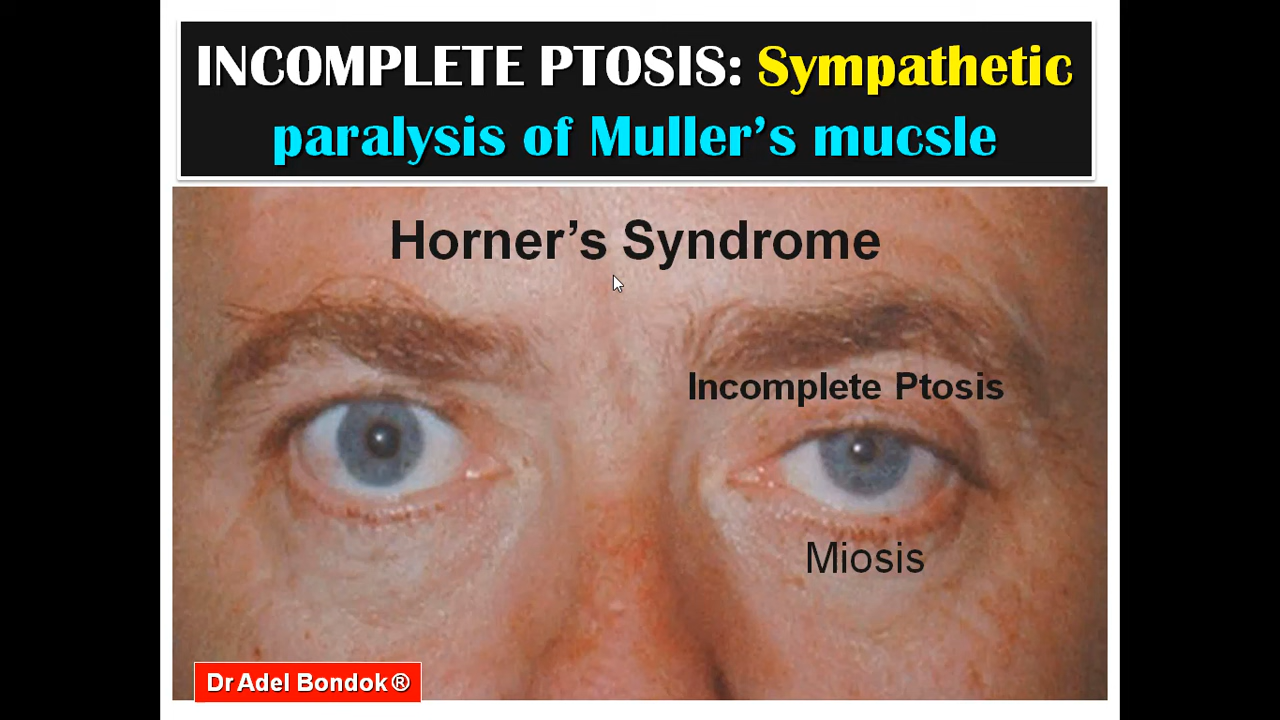 INCOMPLETE PTOSIS: Sympathetic
paralysis of Muller's mucsle
Horner's Syndrome
Incomplete Ptosis
Miosis
Dr Adel Bondok ®